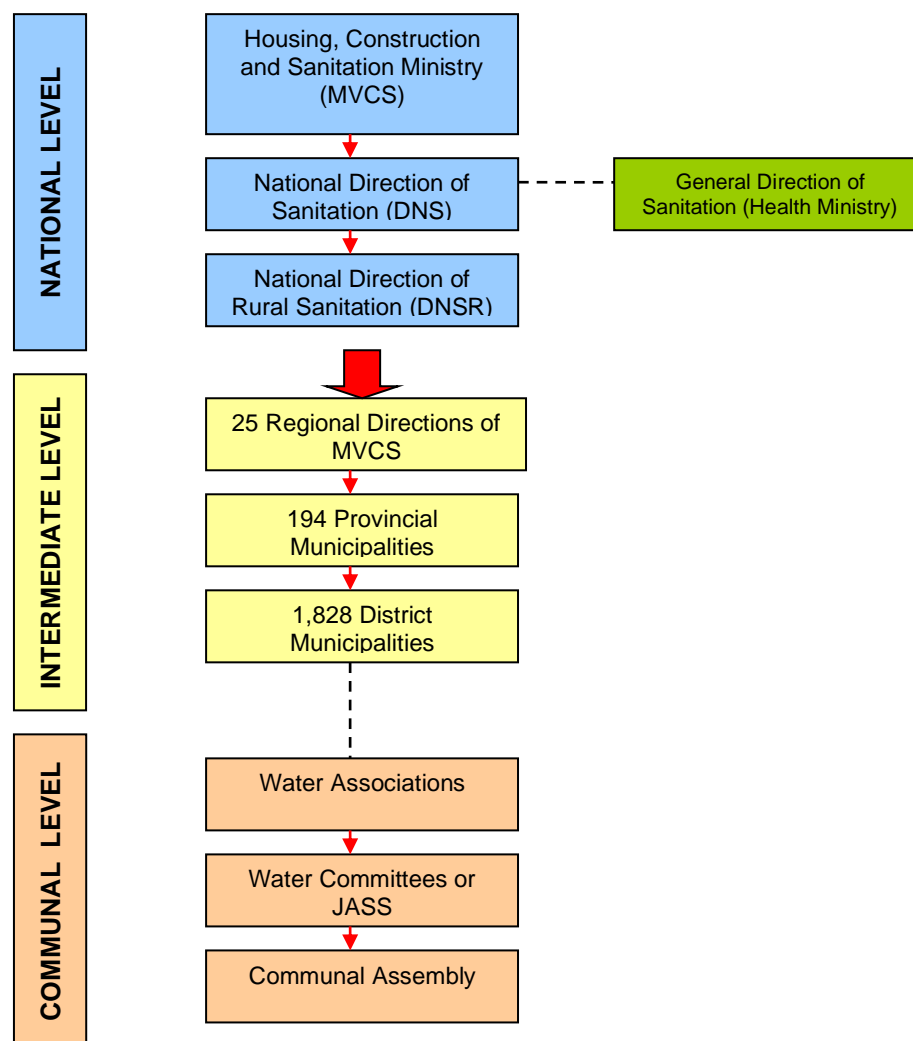 NATIONAL LEVEL
Housing, Construction
and Sanitation Ministry
(MVCS)
National Direction of
Sanitation (DNS)
General Direction of
Sanitation (Health Ministry)
National Direction of
Rural Sanitation (DNSR)
INTERMEDIATE LEVEL
25 Regional Directions of
MVCS
194 Provincial
Municipalities
1,828 District
Municipalities
COMMUNAL LEVEL
Water Associations
Water Committees or
JASS
Communal Assembly